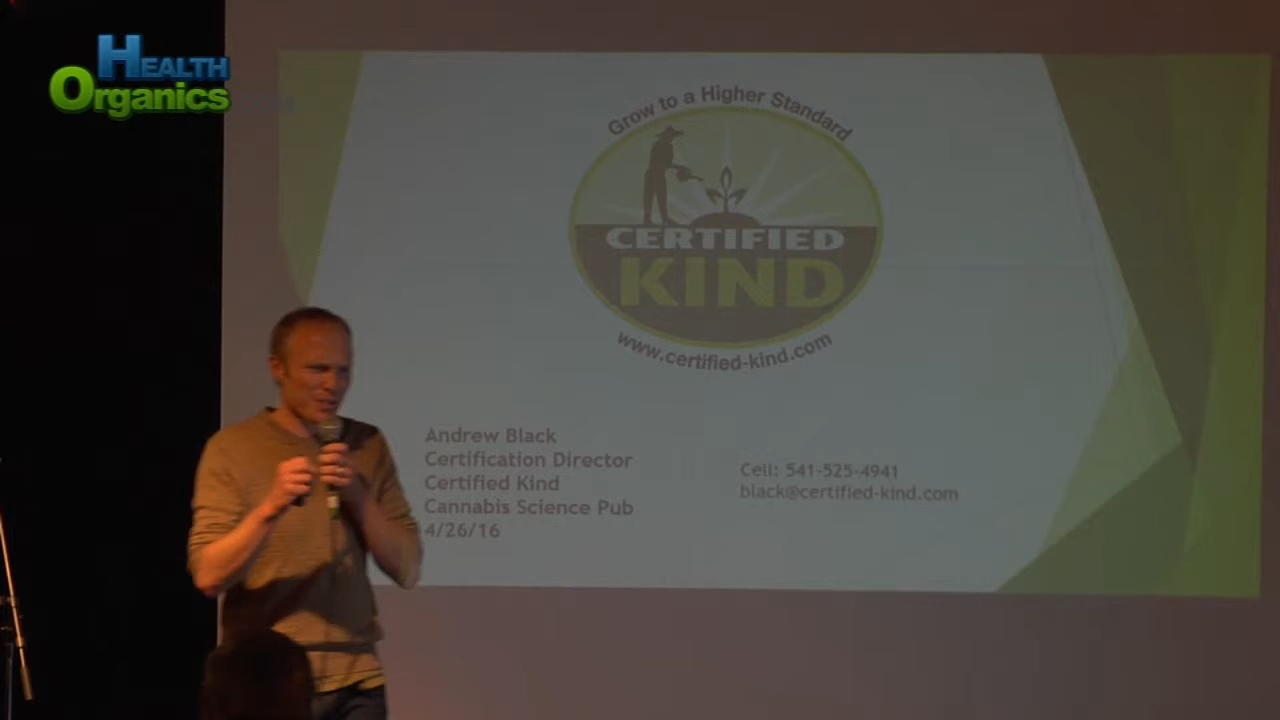 HEALTH
Organics
Grow to a Higher Standard
CERTIFIED
KIND
www.certified-kind.com
Andrew Black
Certification Director
Certified Kind
Cannabis Science Pub
4/26/16
Cell: 541-525-4941
black@certified-kind.com